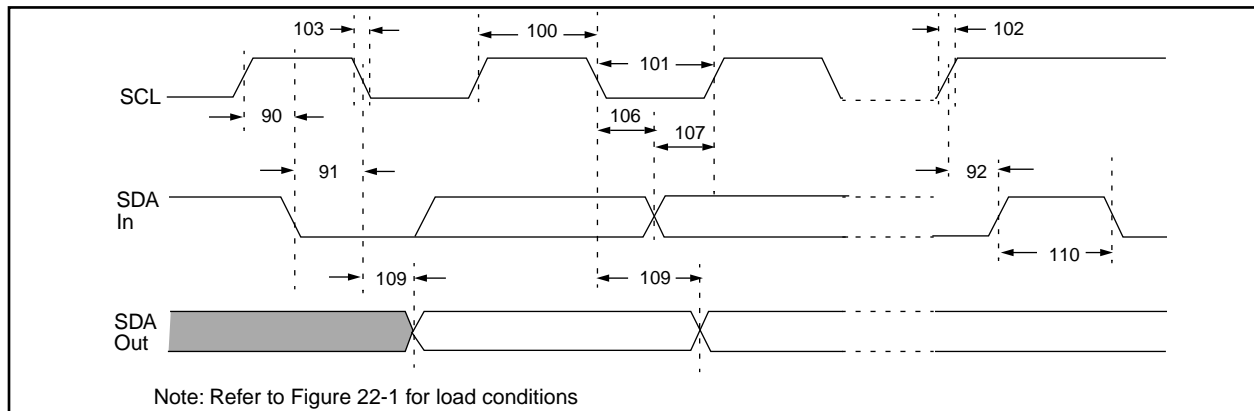 103
100
102
101
SCL
90
106
107
91
92
SDA
In
110
109
109
SDA
Out
Note: Refer to Figure 22-1 for load conditions